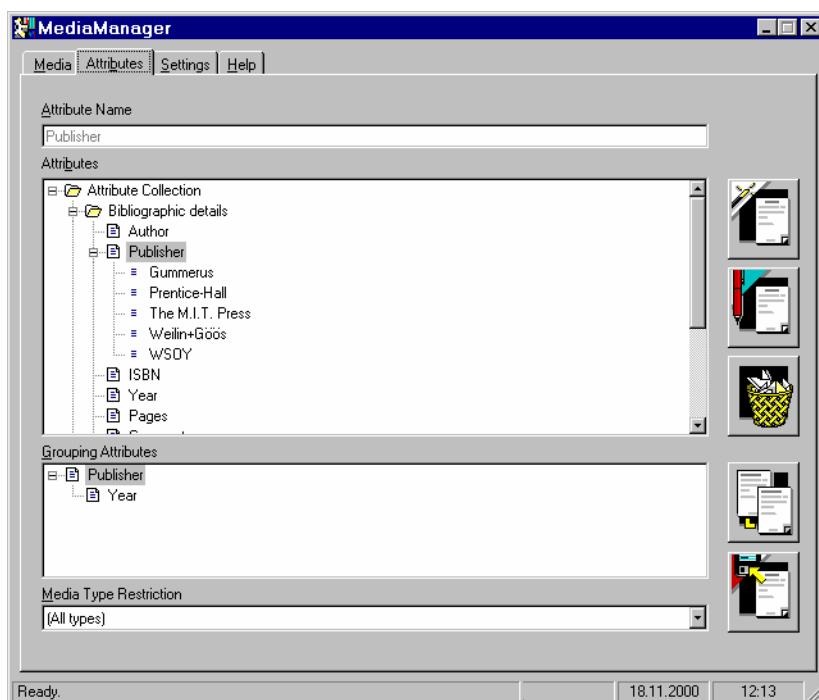 MediaManager
Media Attributes Settings Help
Attribute Name
Publisher
Attributes
Attribute Collection
Bibliographic details
Author
Publisher
Gummerus
Prentice-Hall
The M.I.T. Press
Weilin+Göös
WSOY
ISBN
Year
Pages
Grouping Attributes
Publisher
Year
Media Type Restriction
(All types)
Ready. 18.11.2000 12:13